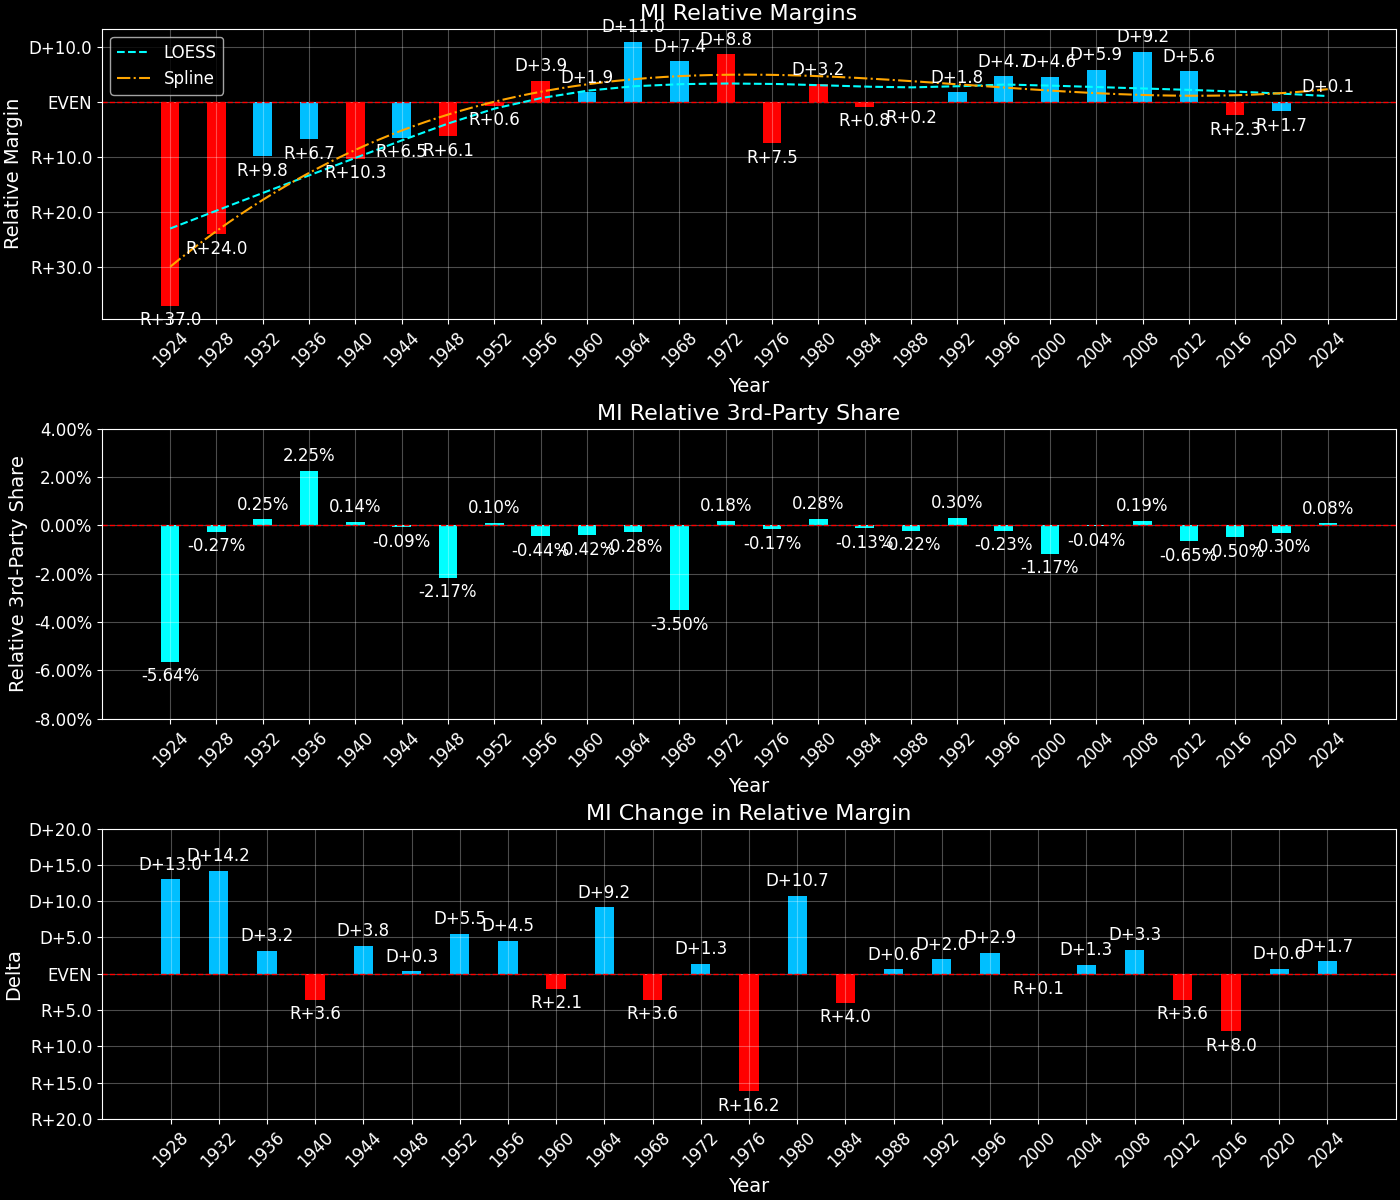 MI Relative Margins
Relative Margin
D+10.0
EVEN
R+10.0
R+20.0
R+30.0
LOESS
Spline
R+37.0
R+24.0
R+9.8
R+6.7
R+10.3
R+6.5
R+6.1
R+0.6
D+3.9
D+1.9
D+11.0
D+7.4
D+8.8
R+7.5
D+3.2
R+0.8
R+0.2
D+1.8
D+4.7
D+4.6
D+5.9
D+9.2
D+5.6
R+2.3
R+1.7
D+0.1
1924 1928 1932 1936 1940 1944 1948 1952 1956 1960 1964 1968 1972 1976 1980 1984 1988 1992 1996 2000 2004 2008 2012 2016 2020 2024
Year
MI Relative 3rd-Party Share
Relative 3rd-Party Share
4.00%
2.00%
0.00%
-2.00%
-4.00%
-6.00%
-8.00%
-5.64%
-0.27%
0.25%
2.25%
0.14%
-0.09%
-2.17%
0.10%
-0.44%
-0.42%
-0.28%
-3.50%
0.18%
-0.17%
0.28%
-0.13%
-0.22%
0.30%
-0.23%
-1.17%
-0.04%
0.19%
-0.65%
-0.50%
-0.30%
0.08%
1924 1928 1932 1936 1940 1944 1948 1952 1956 1960 1964 1968 1972 1976 1980 1984 1988 1992 1996 2000 2004 2008 2012 2016 2020 2024
Year
MI Change in Relative Margin
Delta
D+20.0
D+15.0
D+10.0
D+5.0
EVEN
R+5.0
R+10.0
R+15.0
R+20.0
D+13.0
D+14.2
D+3.2
R+3.6
D+3.8
D+0.3
D+5.5
D+4.5
R+2.1
D+9.2
R+3.6
D+1.3
R+16.2
D+10.7
R+4.0
D+0.6
D+2.0
D+2.9
R+0.1
D+1.3
D+3.3
R+3.6
R+8.0
D+0.6
D+1.7
1928 1932 1936 1940 1944 1948 1952 1956 1960 1964 1968 1972 1976 1980 1984 1988 1992 1996 2000 2004 2008 2012 2016 2020 2024
Year